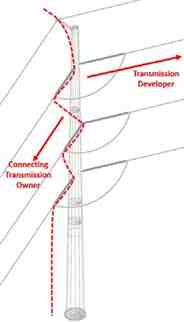 Transmission
Developer
Connecting
Transmission
Owner